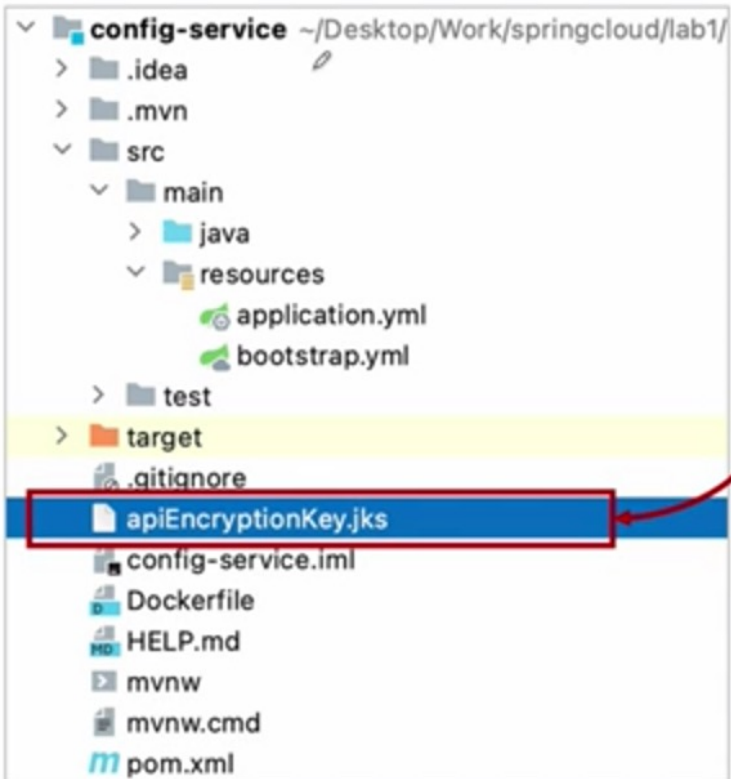 config-service ~/Desktop/Work/springcloud/lab1/
.idea
.mvn
src
main
java
resources
application.yml
bootstrap.yml
test
target
.gitignore
apiEncryptionKey.jks
config-service.iml
D Dockerfile
MD HELP.md
mvnw
mvnw.cmd
m pom.xml